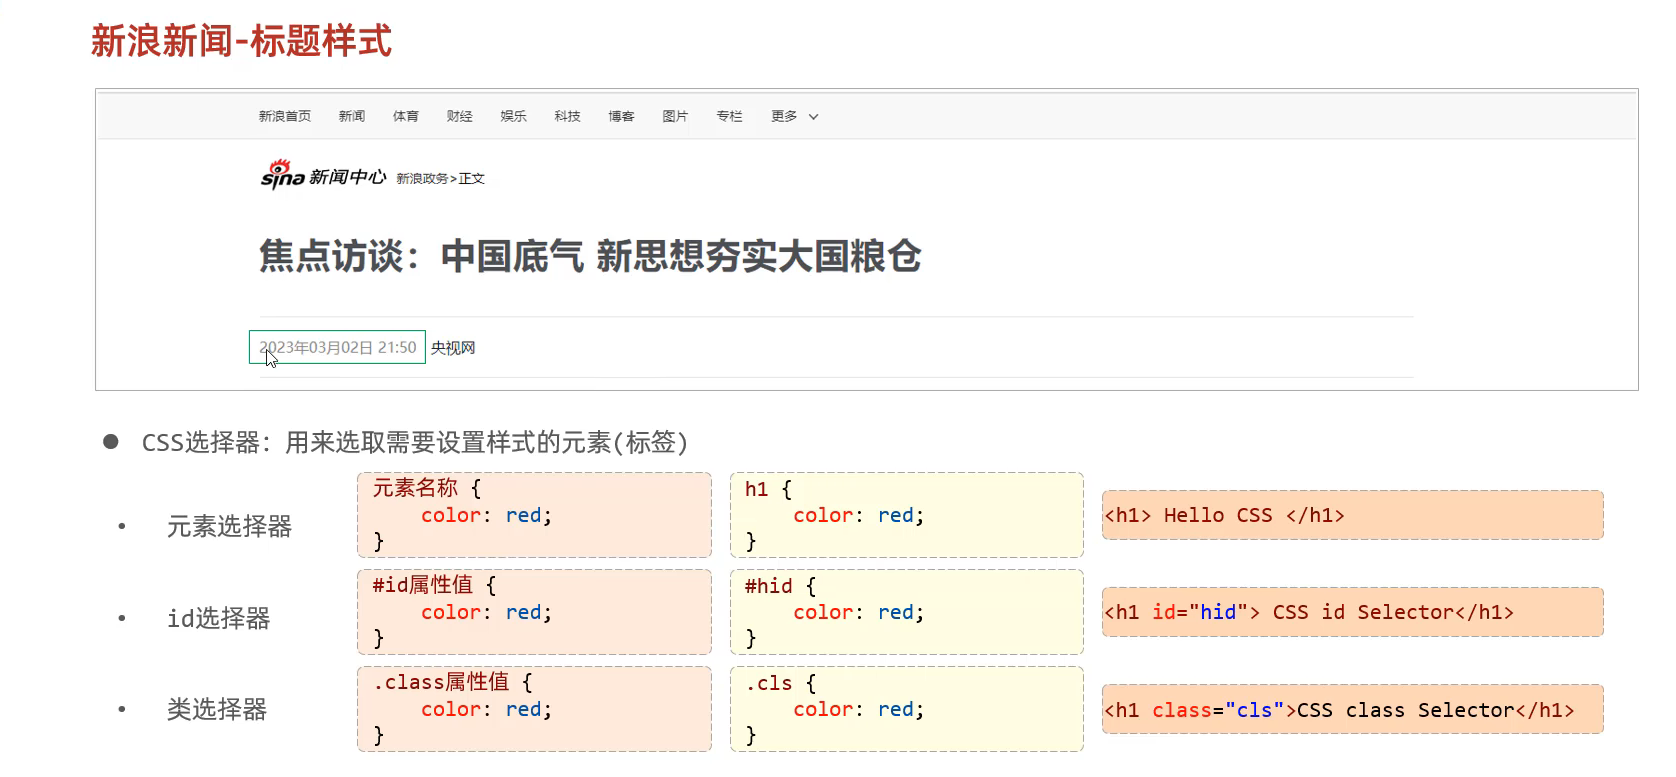 新浪新闻-标题样式
新浪首页 新闻 体育 财经 娱乐 科技 博客 图片 专栏 更多
sina 新闻中心 新浪政务>正文
焦点访谈：中国底气 新思想夯实大国粮仓
2023年03月02日 21:50 央视网
CSS选择器：用来选取需要设置样式的元素(标签)
元素选择器
元素名称 {
color: red;
}
h1 {
color: red;
}
<h1> Hello CSS </h1>
id选择器
#id属性值 {
color: red;
}
#hid {
color: red;
}
<h1 id="hid"> CSS id Selector</h1>
类选择器
.class属性值 {
color: red;
}
.cls {
color: red;
}
<h1 class="cls">CSS class Selector</h1>